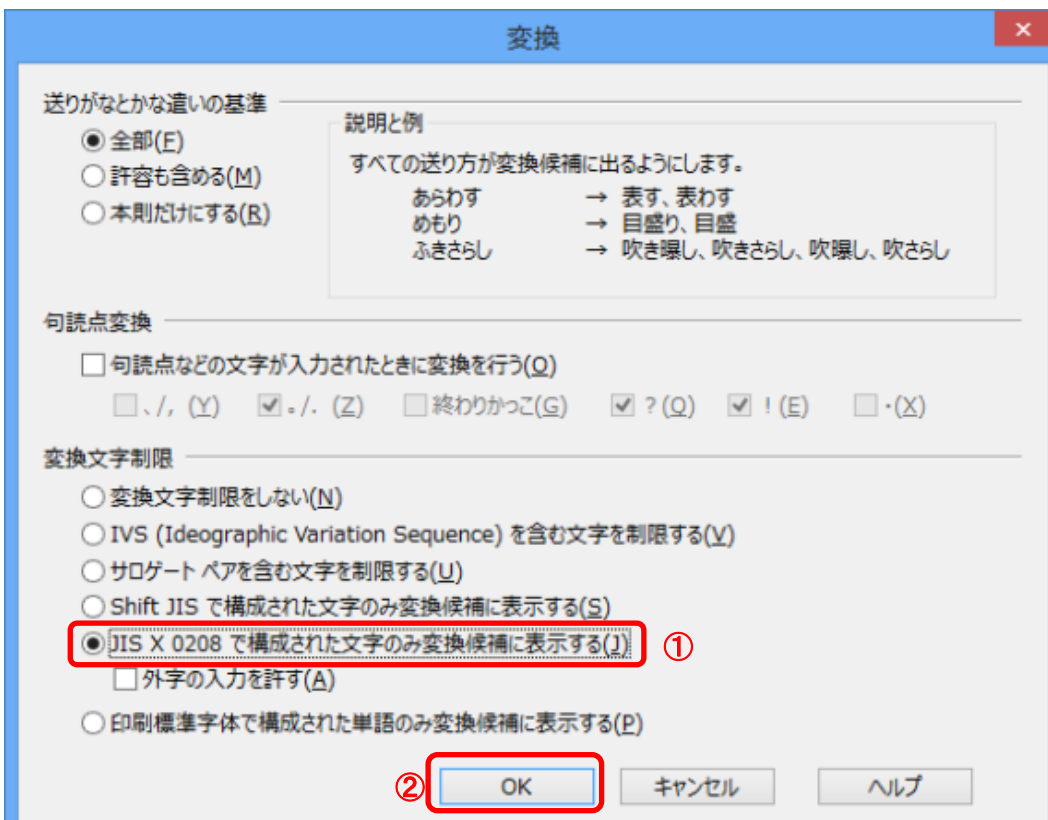 変換
×
送りがなとかな遣いの基準
全部(F)
許容も含める(M)
本則だけにする(R)
説明と例
すべての送り方が変換候補に出るようにします。
あらわす → 表す、表わす
めもり → 目盛り、目盛
ふきさらし → 吹き曝し、吹きさらし、吹曝し、吹さらし
句読点変換
句読点などの文字が入力されたときに変換を行う(O)
、/, (Y) 。/. (Z) 終わりかっこ(G) ? (Q) ! (E) ・(X)
変換文字制限
変換文字制限をしない(N)
IVS (Ideographic Variation Sequence) を含む文字を制限する(V)
サロゲート ペアを含む文字を制限する(U)
Shift JIS で構成された文字のみ変換候補に表示する(S)
JIS X 0208 で構成された文字のみ変換候補に表示する(J) ①
外字の入力を許す(A)
印刷標準字体で構成された単語のみ変換候補に表示する(P)
② OK キャンセル ヘルプ